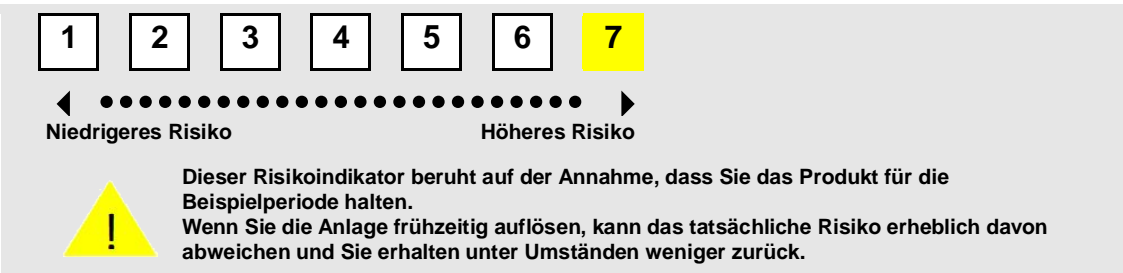 1 2 3 4 5 6 7
Niedrigeres Risiko Höheres Risiko
Dieser Risikoindikator beruht auf der Annahme, dass Sie das Produkt für die
Beispielperiode halten.
Wenn Sie die Anlage frühzeitig auflösen, kann das tatsächliche Risiko erheblich davon
abweichen und Sie erhalten unter Umständen weniger zurück.
!